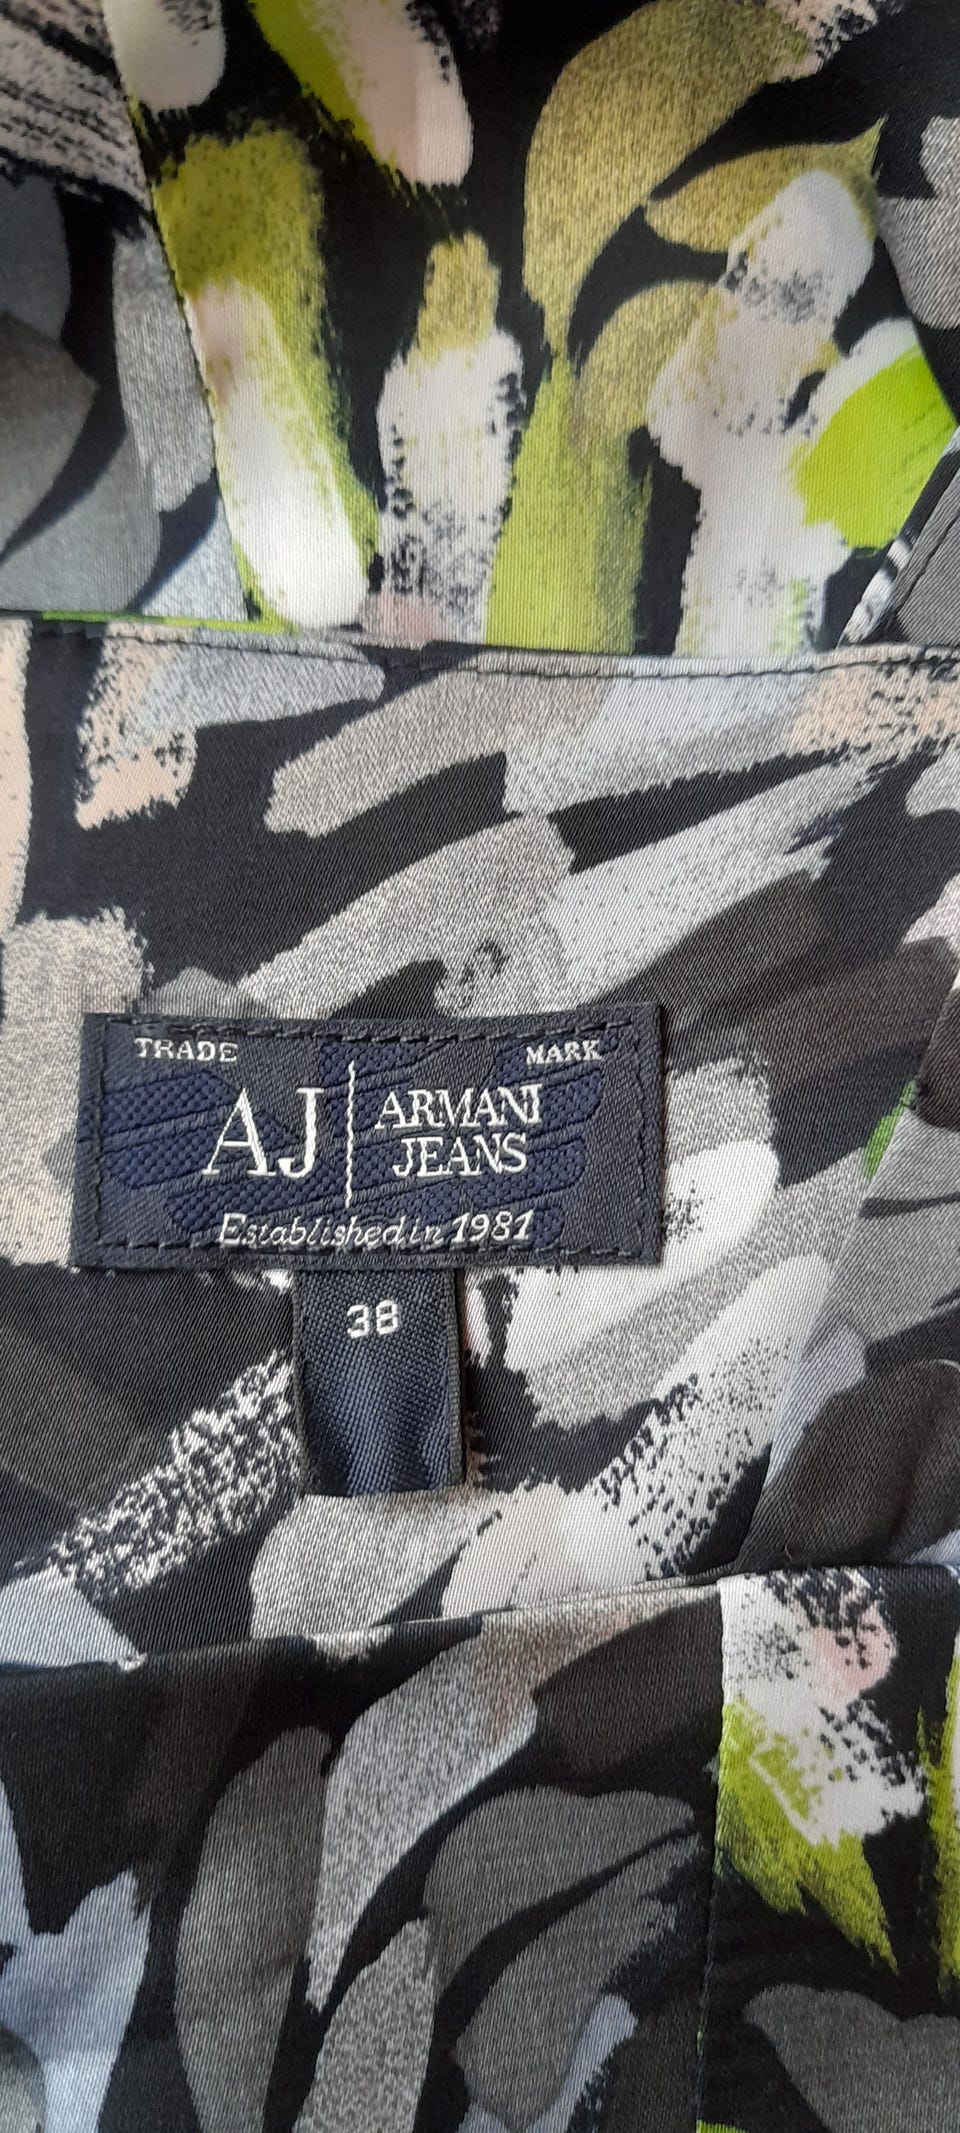 TRADE MARK
AJ ARMANI
JEANS
Established in 1981
38